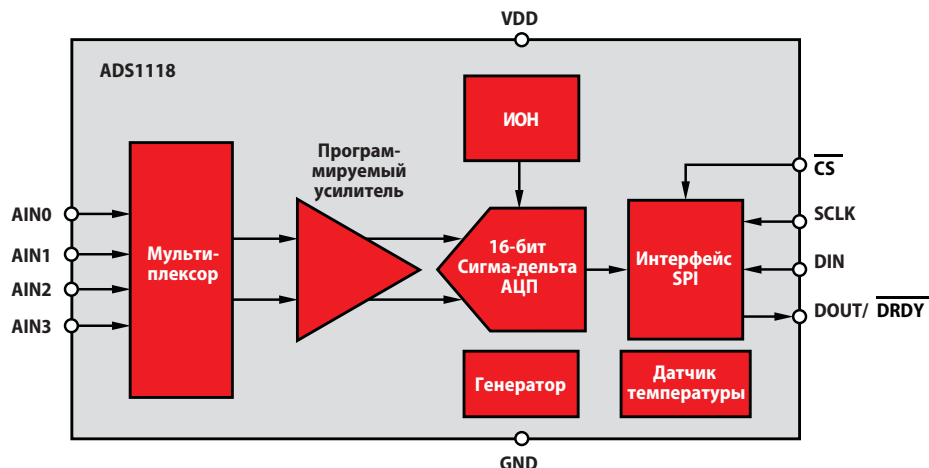 VDD
ADS1118
ИОН
Програм-
мируемый
усилитель
CS
SCLK
DIN
DOUT/ DRDY
AIN0
AIN1
AIN2
AIN3
Мульти-
плексор
16-бит
Сигма-дельта
АЦП
Интерфейс
SPI
Генератор
Датчик
температуры
GND